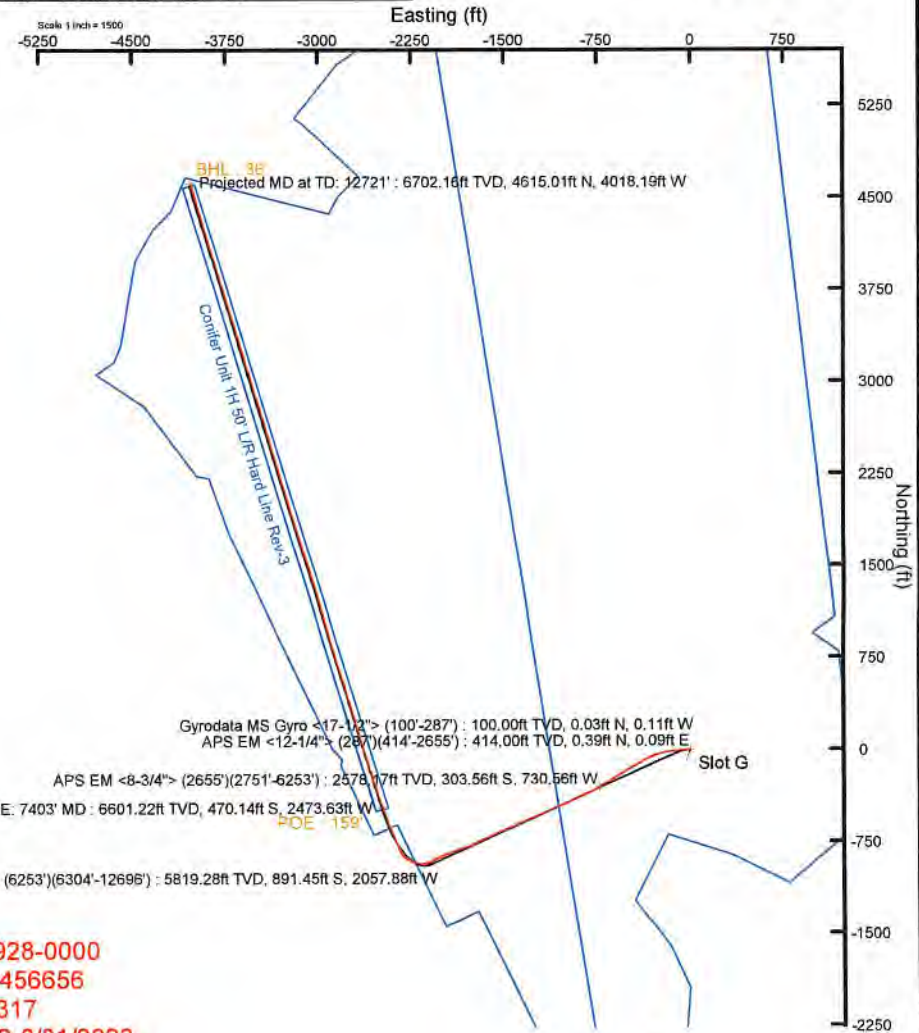 Easting (ft)
Scale 1 inch = 1500
-5250 -4500 -3750 -3000 -2250 -1500 -750 0 750
5250
BHL : 36'
Projected MD at TD: 12721' : 6702.16ft TVD, 4615.01ft N, 4018.19ft W
4500
3750
Conifer Unit 1H 50' L/R Hard Line Rev-3
3000
2250
Northing (ft)
1500
750
Gyrodata MS Gyro <17-1/2"> (100'-287') : 100.00ft TVD, 0.03ft N, 0.11ft W
APS EM <12-1/4"> (287')(414'-2655') : 414.00ft TVD, 0.39ft N, 0.09ft E
0
Slot G
APS EM <8-3/4"> (2655')(2751'-6253') : 2578.17ft TVD, 303.56ft S, 730.56ft W
E: 7403' MD : 6601.22ft TVD, 470.14ft S, 2473.63ft W
POE : 159'
-750
(6253')(6304'-12696') : 5819.28ft TVD, 891.45ft S, 2057.88ft W
-1500
928-0000
456656
317
-2250